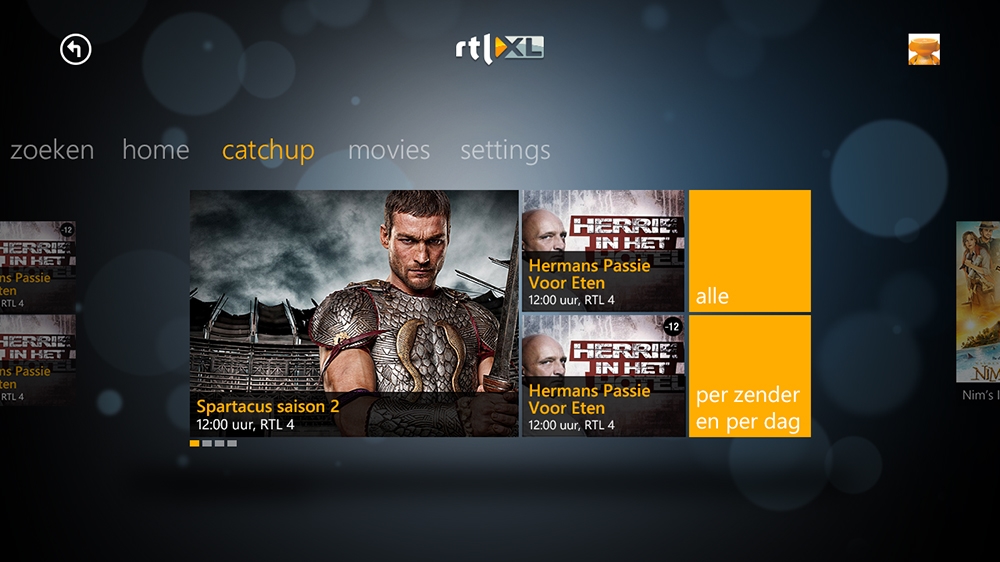 rtl XL
zoeken
home
catchup
movies
settings
-12
HERRIE
IN HET
ns Passie
ten
RTL 4
HERRIE
IN HET
ns Passie
ten
RTL 4
Spartacus saison 2
12:00 uur, RTL 4
HERRIE
IN HET
Hermans Passie
Voor Eten
12:00 uur, RTL 4
-12
HERRIE
IN HET
HOTEL
Hermans Passie
Voor Eten
12:00 uur, RTL 4
alle
per zender
en per dag
NIM
Nim's I